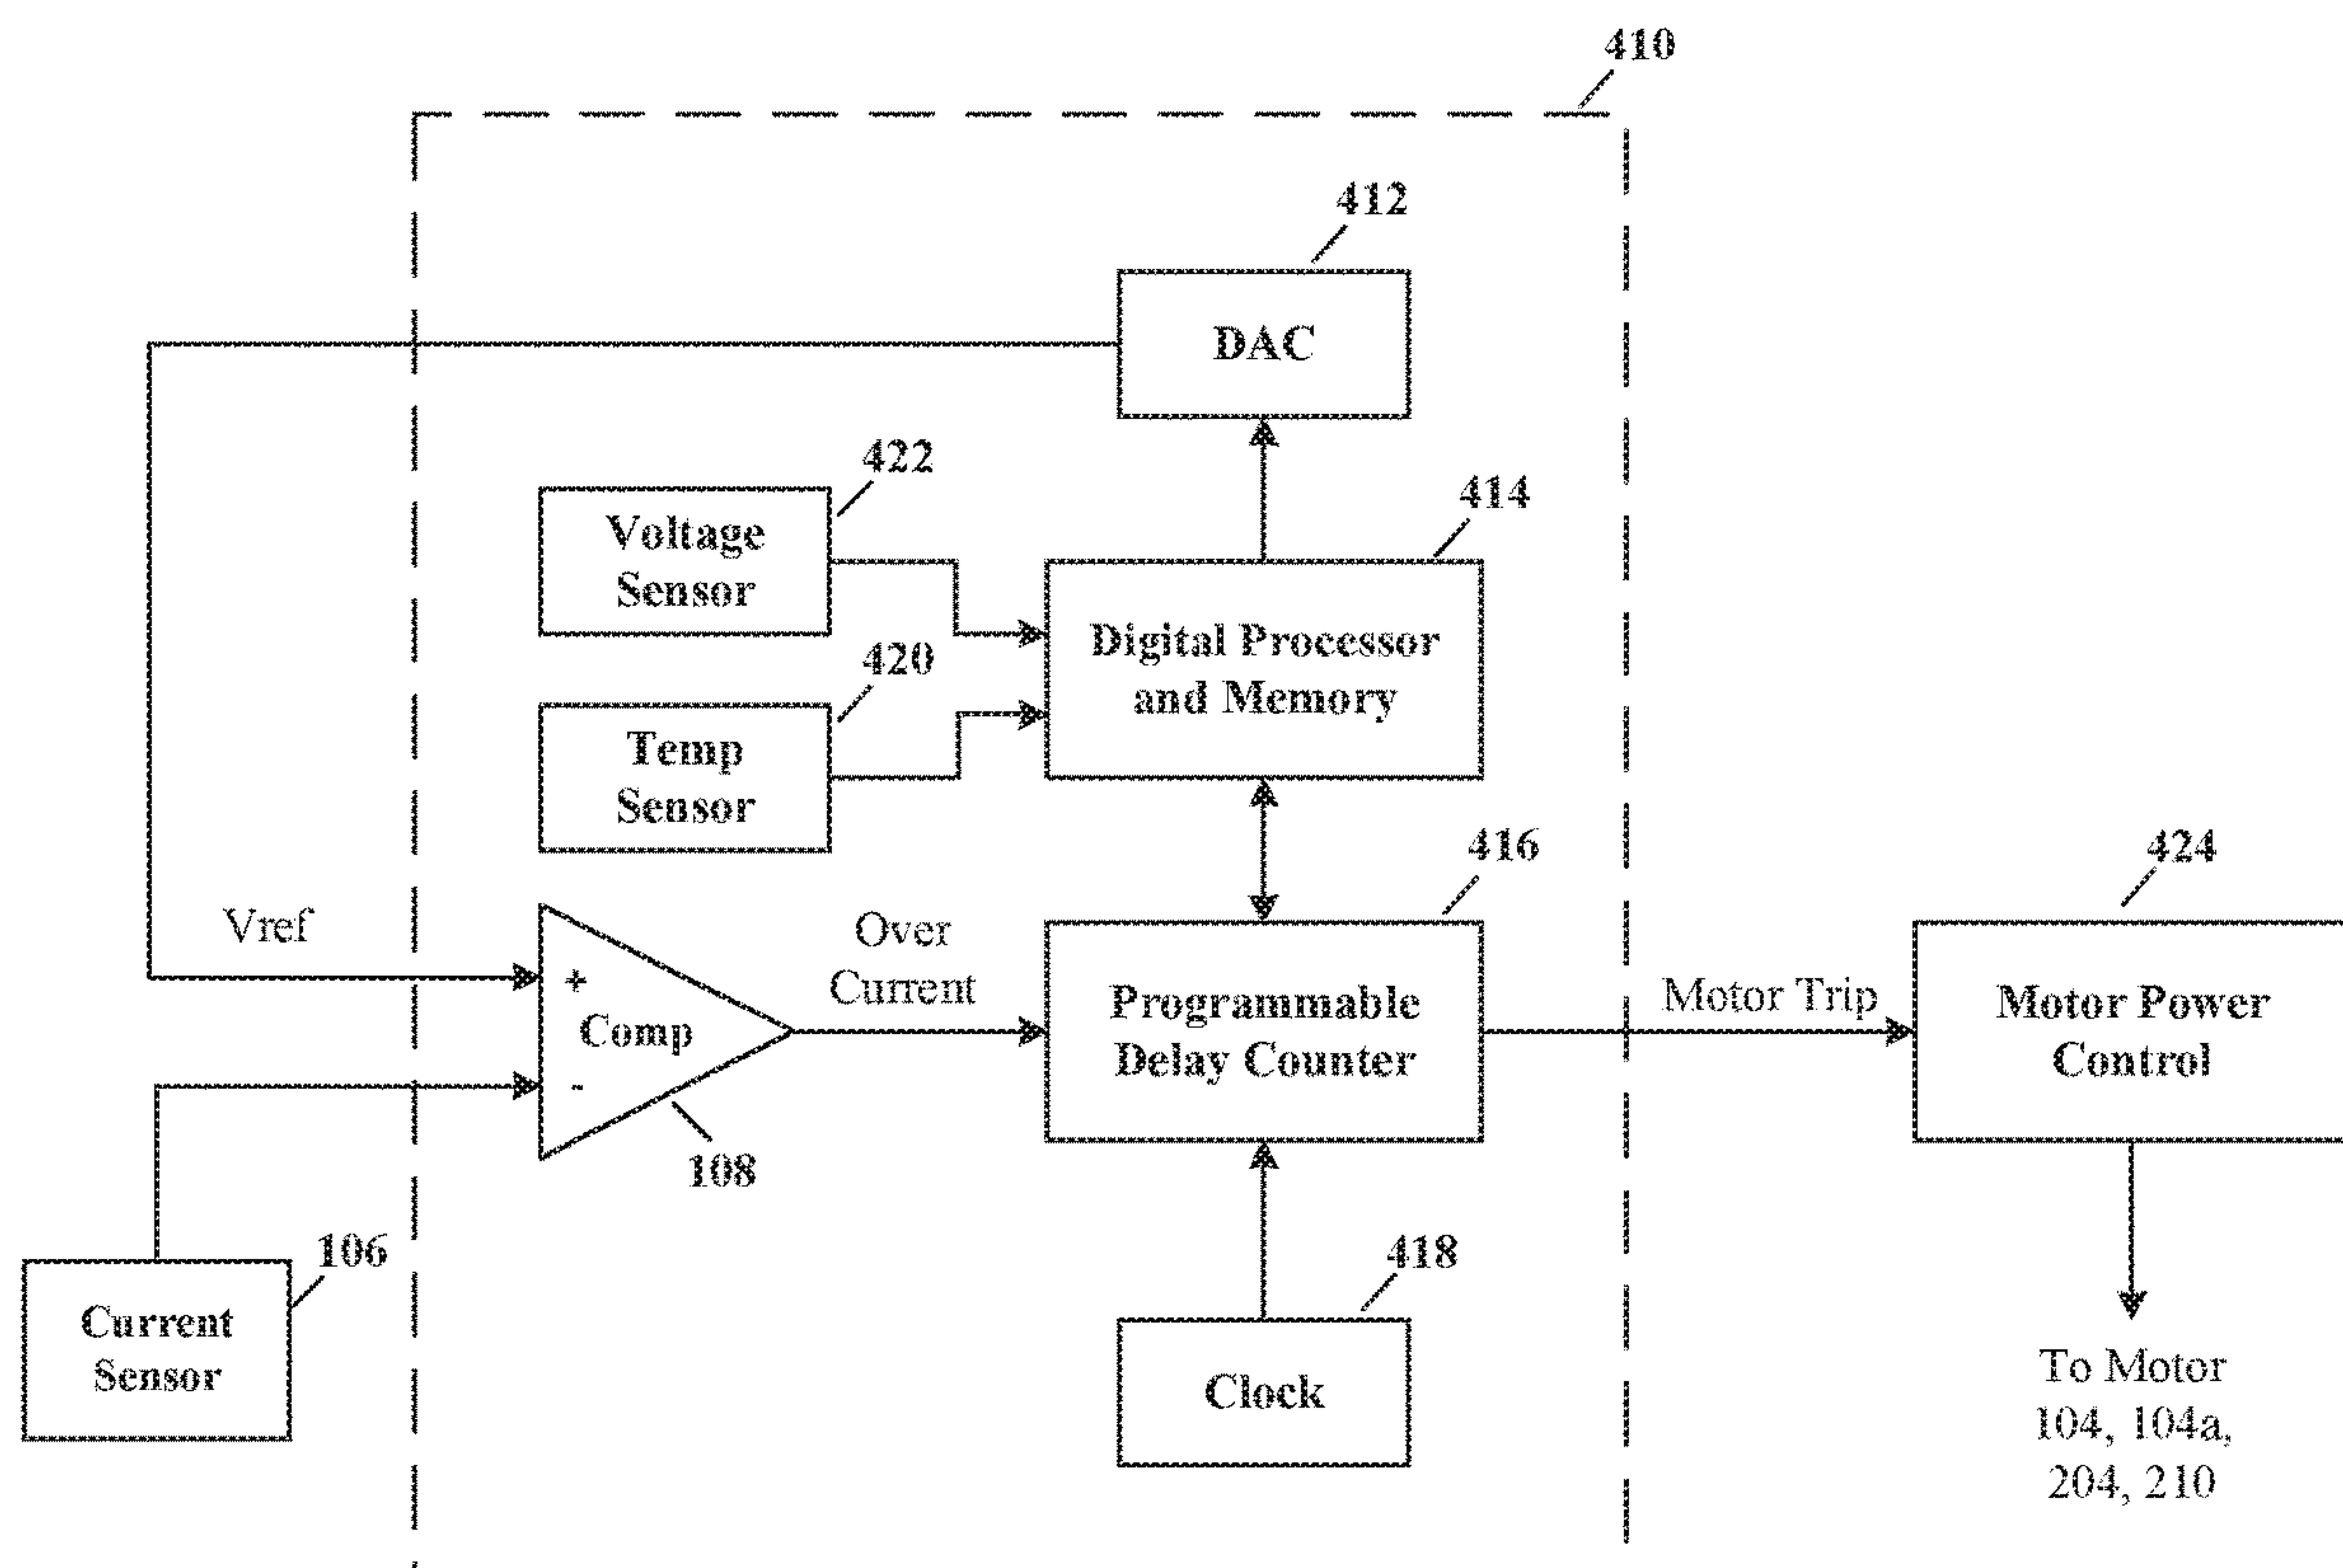 410
412
DAC
422
Voltage
Sensor
414
Digital Processor
and Memory
420
Temp
Sensor
416
424
Vref
+
Comp
-
Over
Current
Programmable
Delay Counter
Motor Trip
Motor Power
Control
108
106
Current
Sensor
418
Clock
To Motor
104, 104a,
204, 210